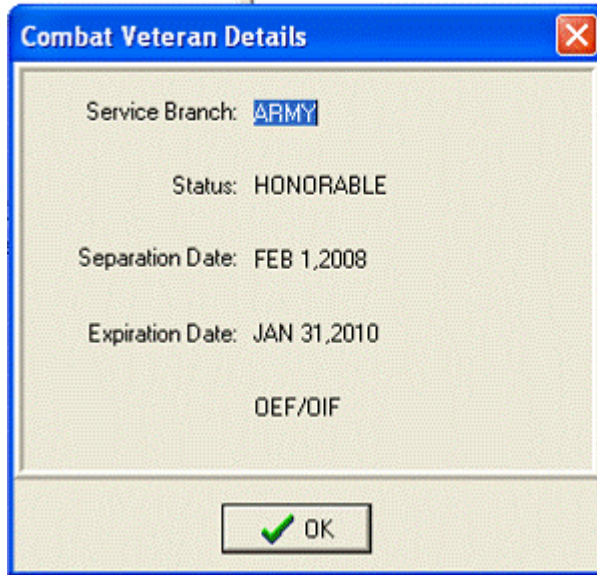 Combat Veteran Details
Service Branch: ARMY
Status: HONORABLE
Separation Date: FEB 1,2008
Expiration Date: JAN 31,2010
OEF/OIF
OK